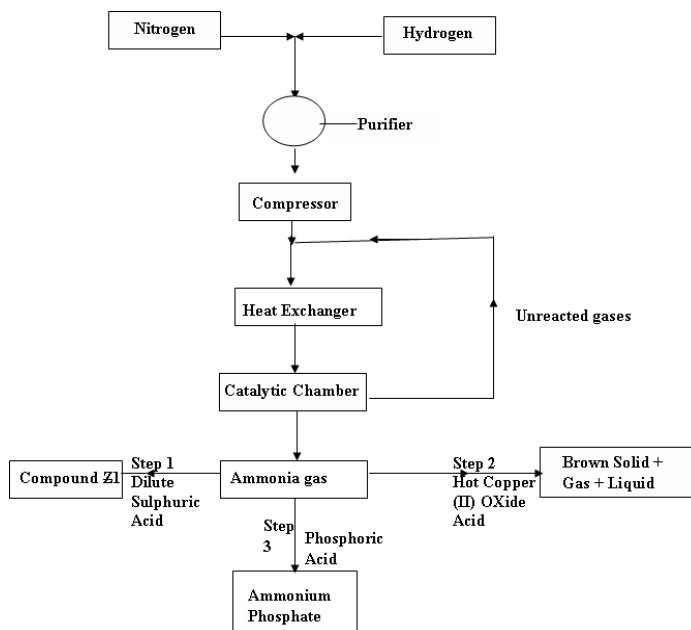 Nitrogen
Hydrogen
Purifier
Compressor
Heat Exchanger
Unreacted gases
Catalytic Chamber
Compound Z1
Step 1
Dilute
Sulphuric
Acid
Ammonia gas
Step 2
Hot Copper
(II) OXide
Acid
Brown Solid +
Gas + Liquid
Step
3
Phosphoric
Acid
Ammonium
Phosphate